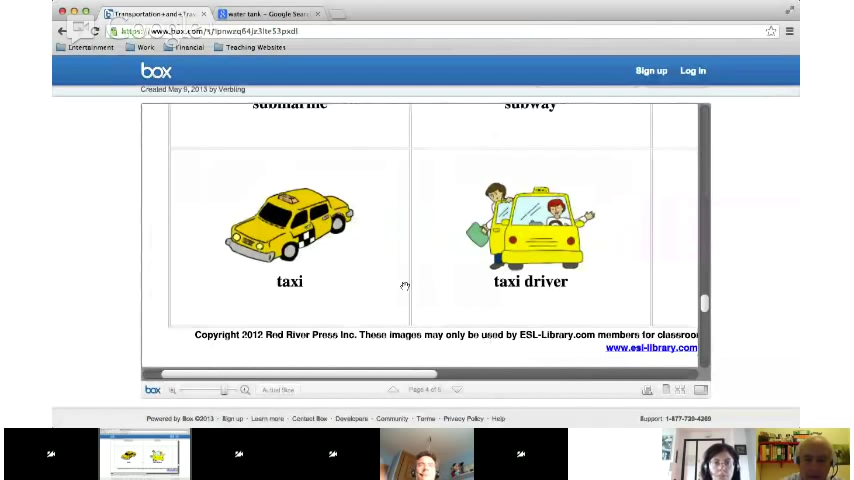 Transportation and Trav
water tank – Google Sear
Google
https://www.box.com/s/lpnwzq64jz3lte53pxdl
Entertainment Work Financial Teaching Websites
box
Sign up Log In
Created May 9, 2013 by Verbling
submarine subway
taxi taxi driver
Copyright 2012 Red River Press Inc. These images may only be used by ESL-Library.com members for classroo
www.esl-library.com
box Actual Size Page 4 of 5
Powered by Box ©2013 Sign up Learn more Contact Box Developers Community Terms Privacy Policy Help Support 1-877-729-4269